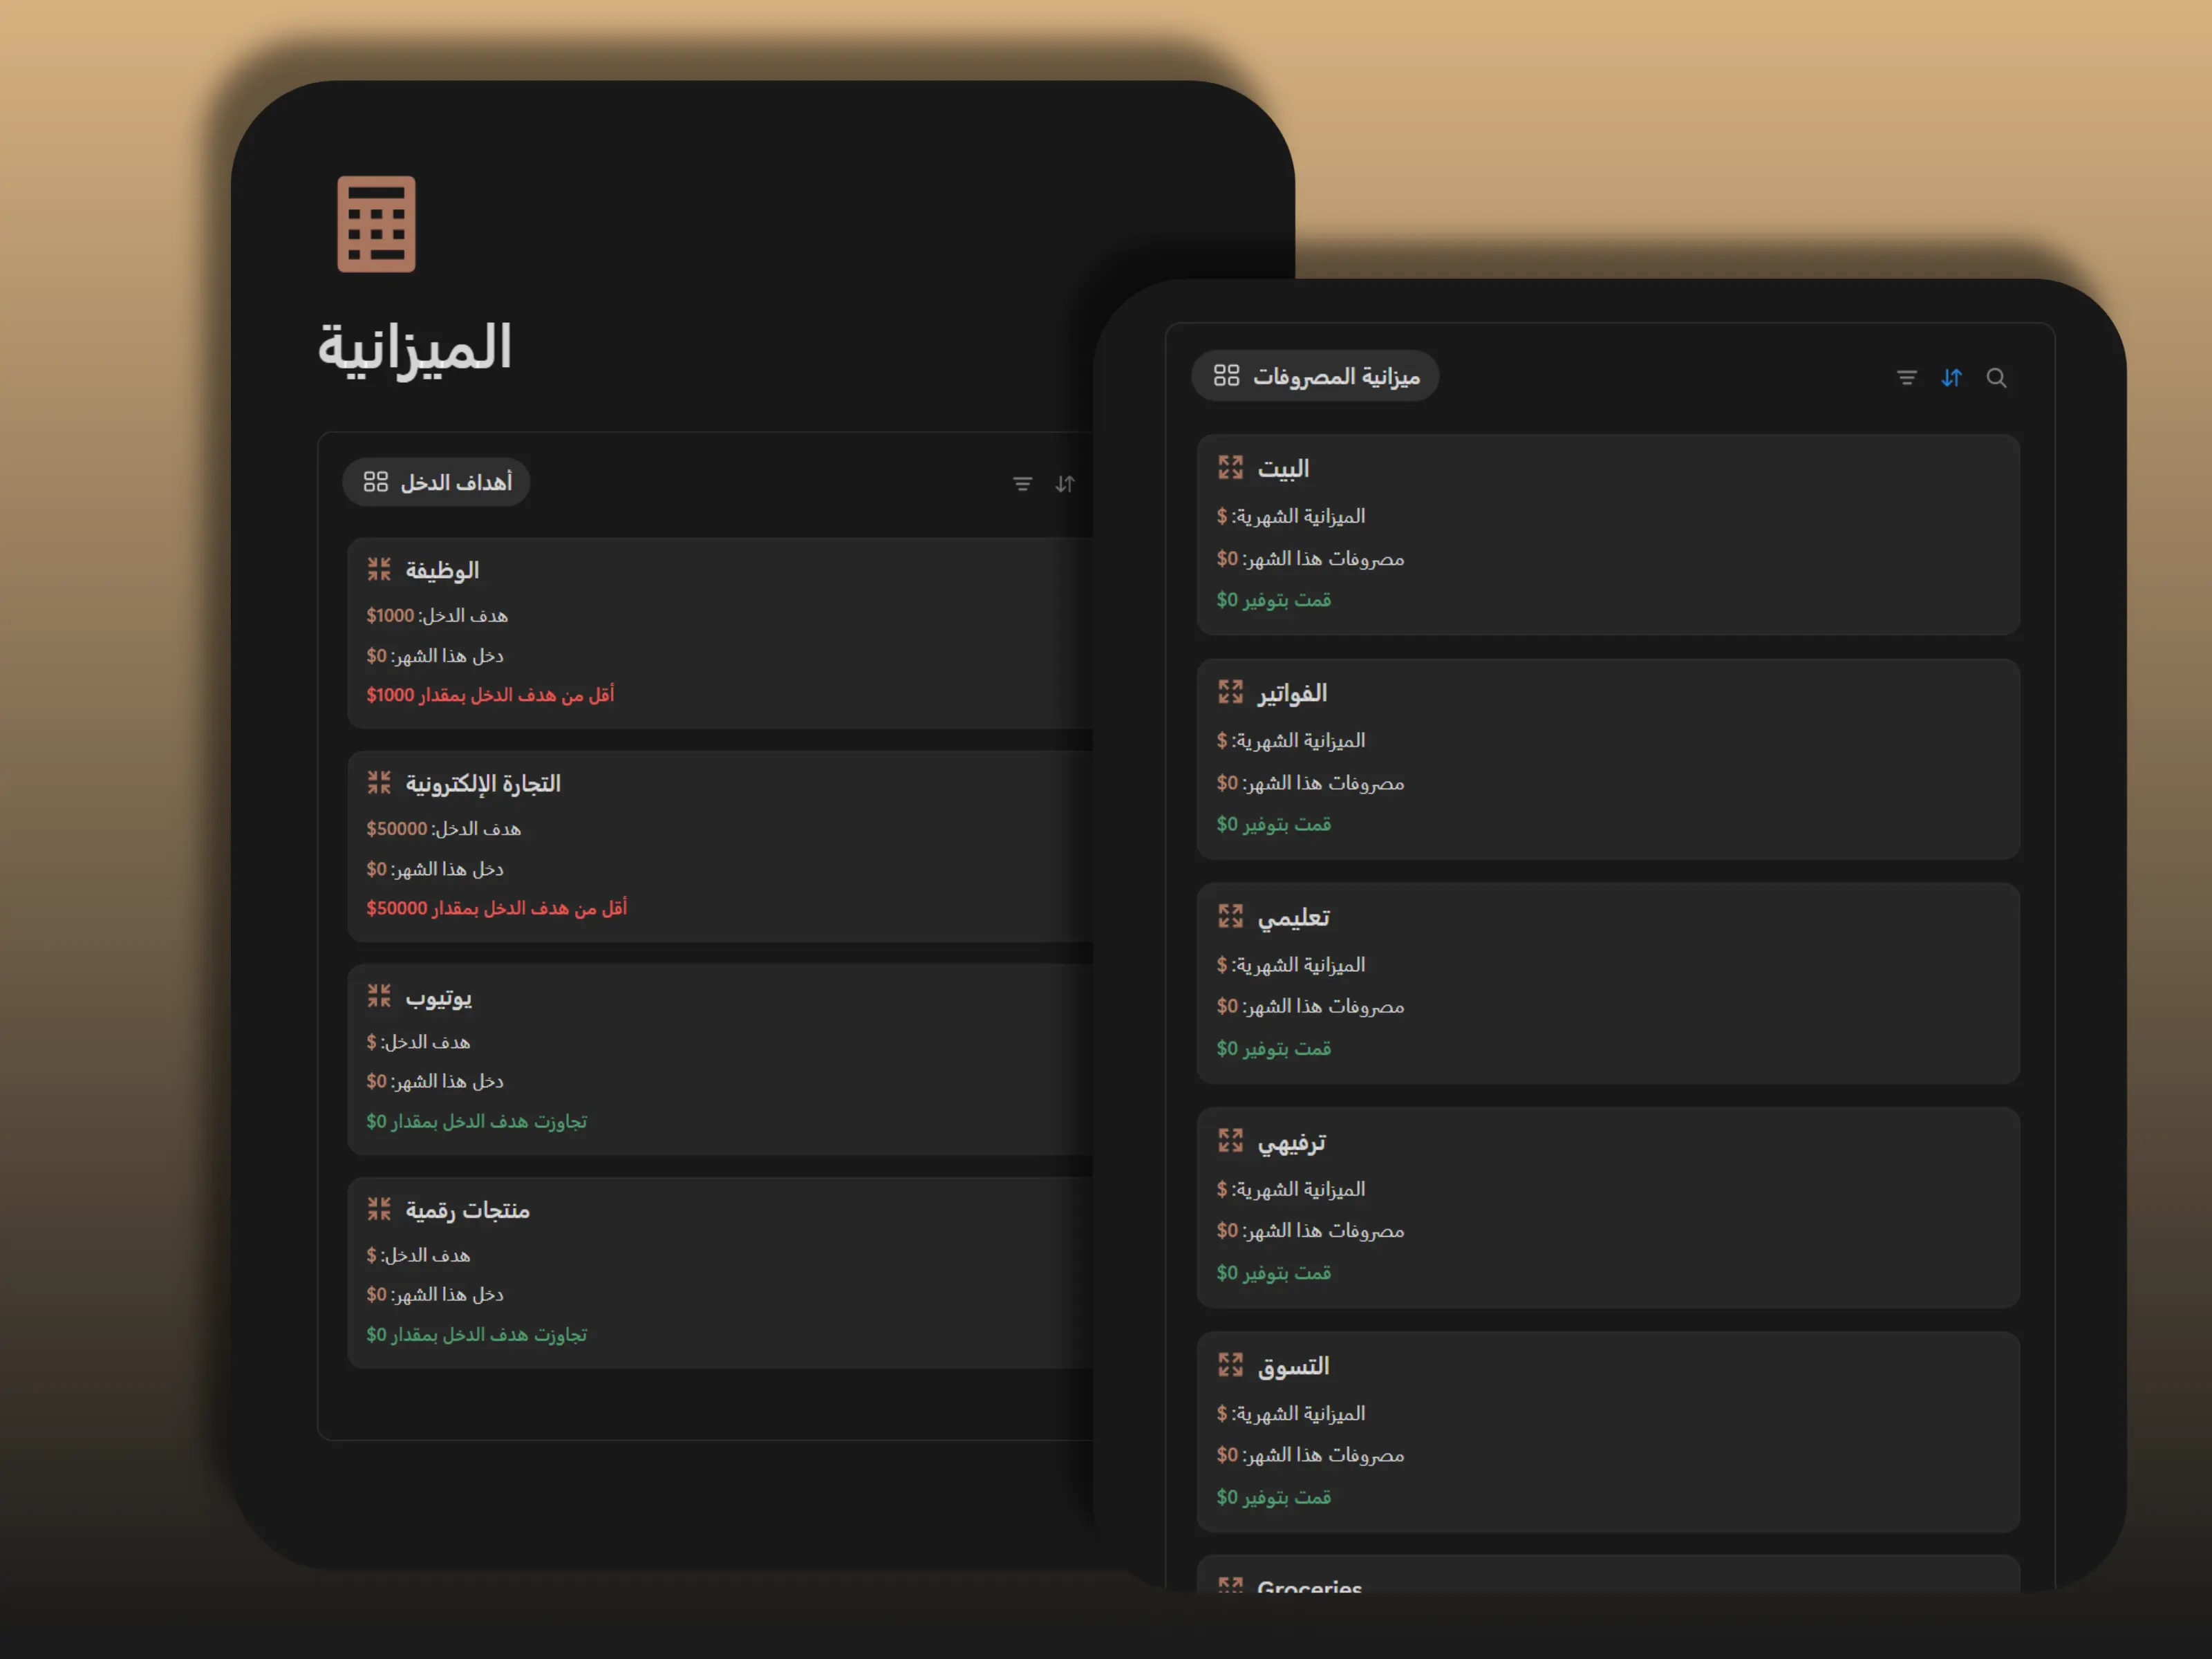 الميزانية
أهداف الدخل
الوظيفة
هدف الدخل: 1000$
دخل هذا الشهر: 0$
أقل من هدف الدخل بمقدار 1000$
التجارة الإلكترونية
هدف الدخل: 50000$
دخل هذا الشهر: 0$
أقل من هدف الدخل بمقدار 50000$
يوتيوب
هدف الدخل: $
دخل هذا الشهر: 0$
تجاوزت هدف الدخل بمقدار 0$
منتجات رقمية
هدف الدخل: $
دخل هذا الشهر: 0$
تجاوزت هدف الدخل بمقدار 0$
ميزانية المصروفات
البيت
الميزانية الشهرية: $
مصروفات هذا الشهر: 0$
قمت بتوفير 0$
الفواتير
الميزانية الشهرية: $
مصروفات هذا الشهر: 0$
قمت بتوفير 0$
تعليمي
الميزانية الشهرية: $
مصروفات هذا الشهر: 0$
قمت بتوفير 0$
ترفيهي
الميزانية الشهرية: $
مصروفات هذا الشهر: 0$
قمت بتوفير 0$
التسوق
الميزانية الشهرية: $
مصروفات هذا الشهر: 0$
قمت بتوفير 0$
Groceries